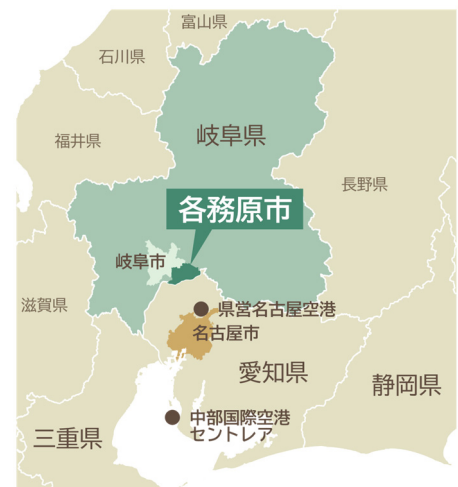 富山県
石川県
岐阜県
福井県
長野県
各務原市
岐阜市
滋賀県
県営名古屋空港
名古屋市
愛知県
静岡県
中部国際空港
セントレア
三重県